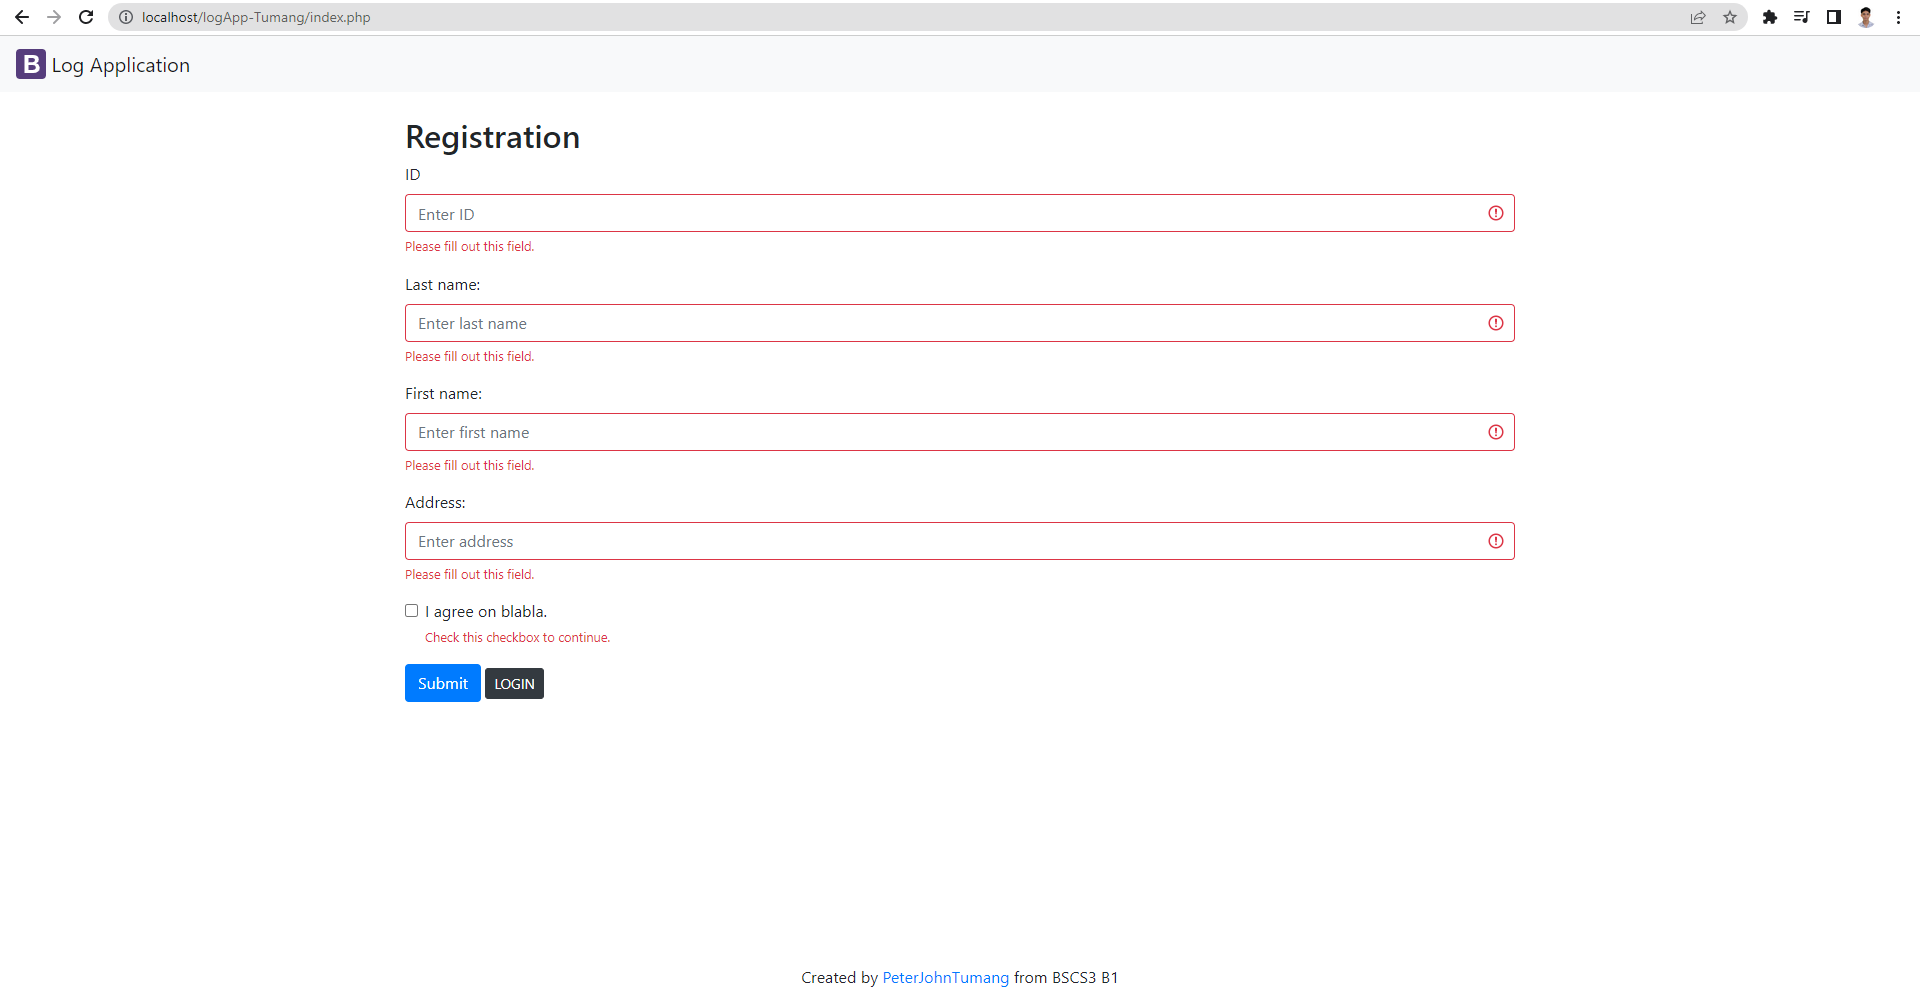 localhost/logApp-Tumang/index.php
B Log Application
Registration
ID
Enter ID
Please fill out this field.
Last name:
Enter last name
Please fill out this field.
First name:
Enter first name
Please fill out this field.
Address:
Enter address
Please fill out this field.
I agree on blabla.
Check this checkbox to continue.
Submit LOGIN
Created by PeterJohnTumang from BSCS3 B1